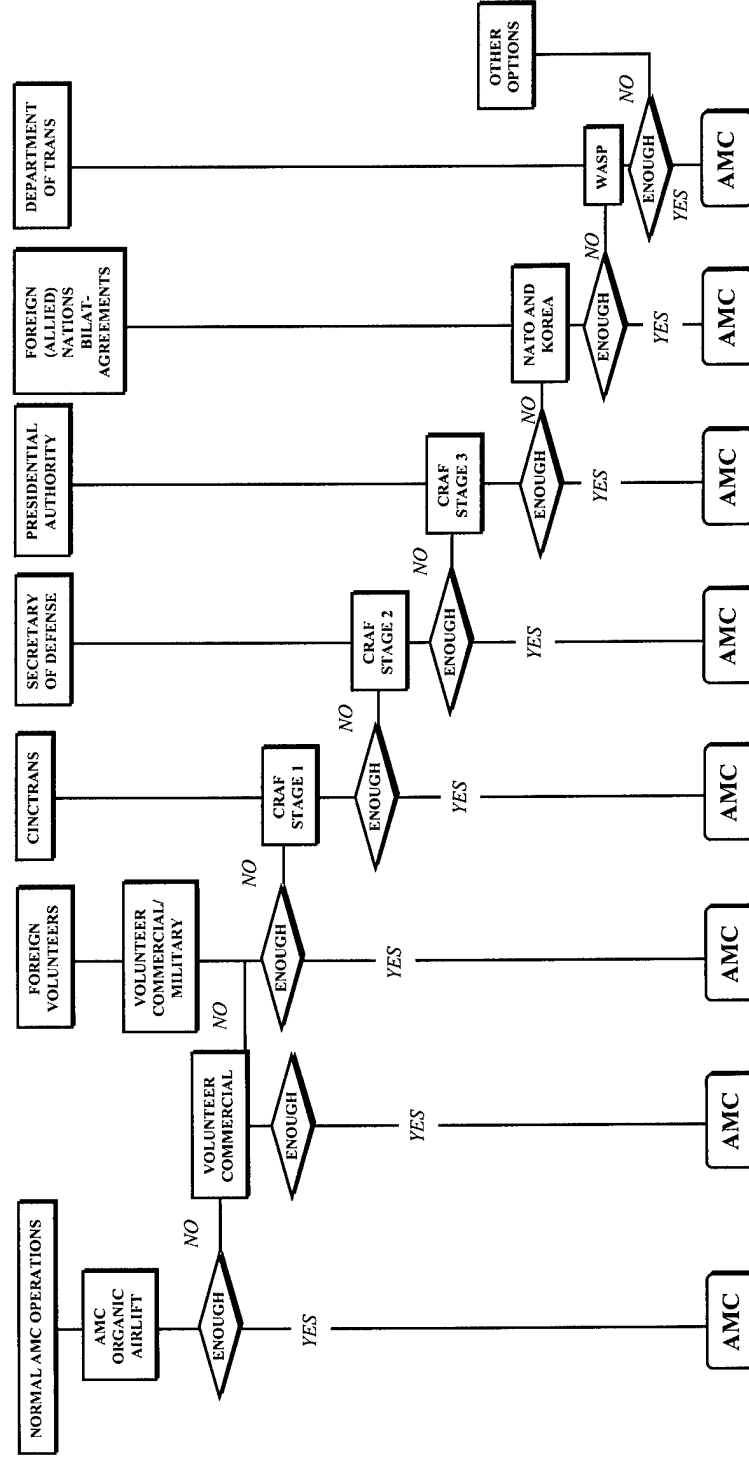 NORMAL AMC OPERATIONS
AMC
ORGANIC
AIRLIFT
ENOUGH
NO
YES
AMC
VOLUNTEER
COMMERCIAL
ENOUGH
NO
YES
AMC
FOREIGN
VOLUNTEERS
VOLUNTEER
COMMERCIAL/
MILITARY
ENOUGH
NO
YES
AMC
CINCTRANS
CRAF
STAGE 1
ENOUGH
NO
YES
AMC
SECRETARY
OF DEFENSE
CRAF
STAGE 2
ENOUGH
NO
YES
AMC
PRESIDENTIAL
AUTHORITY
CRAF
STAGE 3
ENOUGH
NO
YES
AMC
FOREIGN
(ALLIED)
NATIONS
BILAT-
AGREEMENTS
NATO AND
KOREA
ENOUGH
NO
YES
AMC
DEPARTMENT
OF TRANS
WASP
ENOUGH
NO
YES
AMC
OTHER
OPTIONS